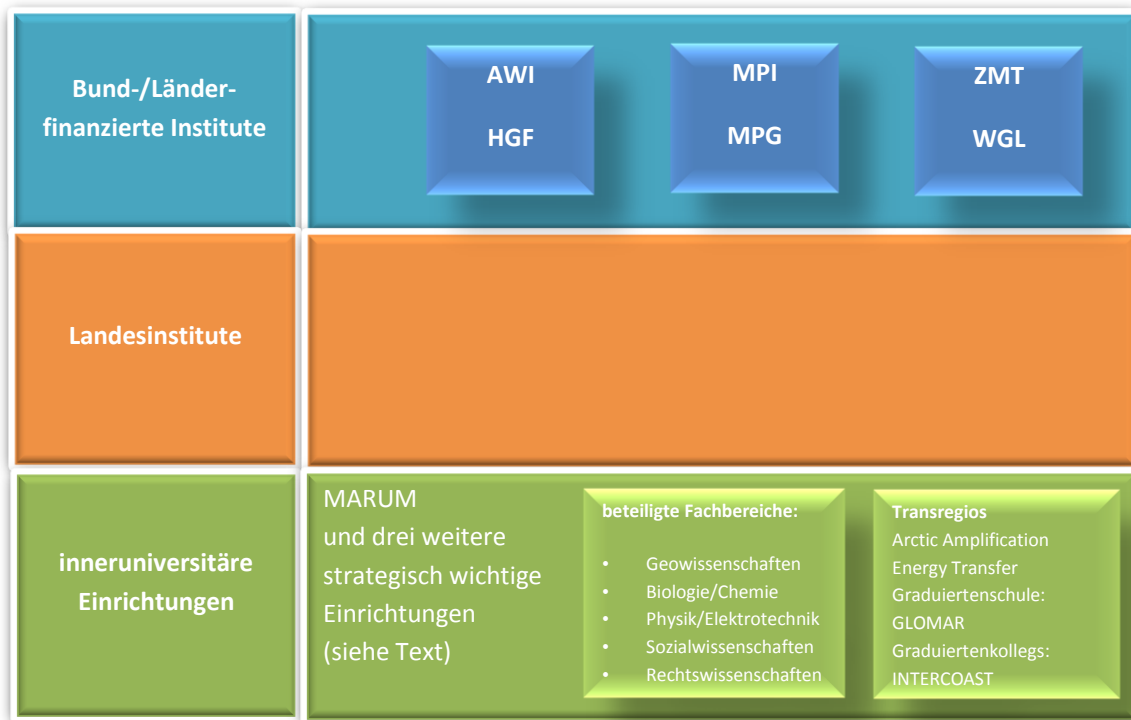 Bund-/Länder-
finanzierte Institute
AWI
HGF
MPI
MPG
ZMT
WGL
Landesinstitute
inneruniversitäre
Einrichtungen
MARUM
und drei weitere
strategisch wichtige
Einrichtungen
(siehe Text)
beteiligte Fachbereiche:
• Geowissenschaften
• Biologie/Chemie
• Physik/Elektrotechnik
• Sozialwissenschaften
• Rechtswissenschaften
Transregios
Arctic Amplification
Energy Transfer
Graduiertenschule:
GLOMAR
Graduiertenkollegs:
INTERCOAST